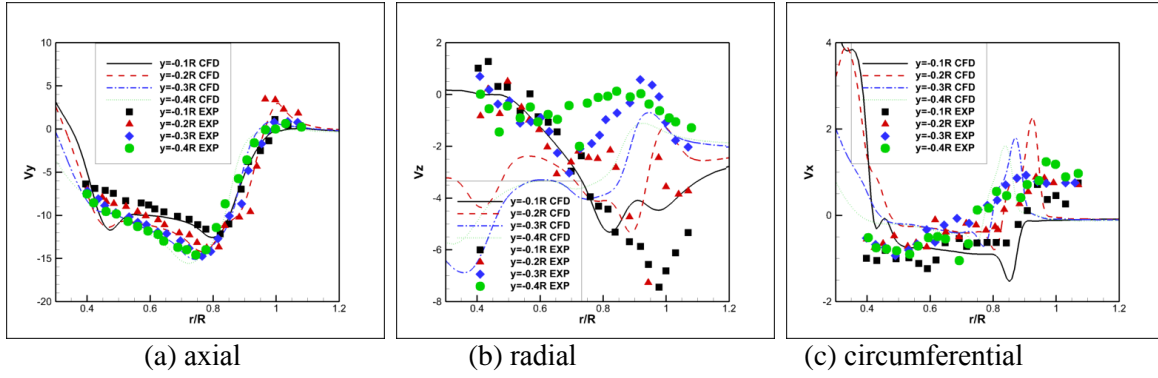 10
5
0
-5
-10
-15
-20
Vy
0.4 0.6 0.8 1 1.2
r/R
y=-0.1R CFD
y=-0.2R CFD
y=-0.3R CFD
y=-0.4R CFD
y=-0.1R EXP
y=-0.2R EXP
y=-0.3R EXP
y=-0.4R EXP
(a) axial
2
0
-2
-4
-6
-8
Vz
0.4 0.6 0.8 1 1.2
r/R
y=-0.1R CFD
y=-0.2R CFD
y=-0.3R CFD
y=-0.4R CFD
y=-0.1R EXP
y=-0.2R EXP
y=-0.3R EXP
y=-0.4R EXP
(b) radial
4
2
0
-2
Vx
0.4 0.6 0.8 1 1.2
r/R
y=-0.1R CFD
y=-0.2R CFD
y=-0.3R CFD
y=-0.4R CFD
y=-0.1R EXP
y=-0.2R EXP
y=-0.3R EXP
y=-0.4R EXP
(c) circumferential